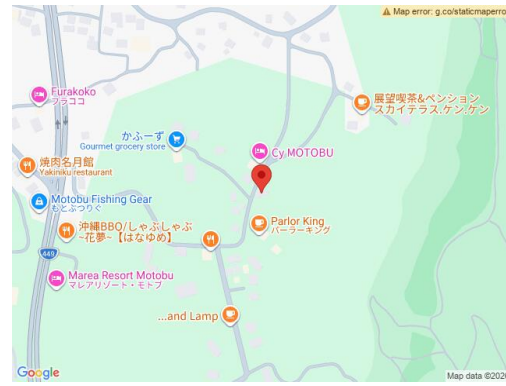 Map error: g.co/staticmaperro
Furakoko
フラココ
展望喫茶&ペンション
スカイテラス.ケン.ケン
かふーず
Gourmet grocery store
Cy MOTOBU
焼肉名月館
Yakiniku restaurant
Motobu Fishing Gear
もとぶつりぐ
沖縄BBQ/しゃぶしゃぶ
~花夢~【はなゆめ】
Parlor King
パーラーキング
449
Marea Resort Motobu
マレアリゾート・モトブ
...and Lamp
Google
Map data ©2026